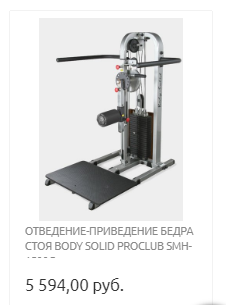 ОТВЕДЕНИЕ-ПРИВЕДЕНИЕ БЕДРА
СТОЯ BODY SOLID PROCLUB SMH-
5 594,00 руб.